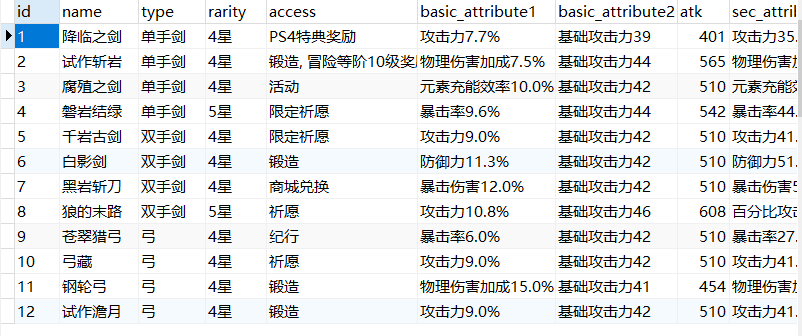 id name type rarity access basic_attribute1 basic_attribute2 atk sec_attril
1 降临之剑 单手剑 4星 PS4特典奖励 攻击力7.7% 基础攻击力39 401 攻击力35.
2 试作斩岩 单手剑 4星 锻造, 冒险等阶10级奖 物理伤害加成7.5% 基础攻击力44 565 物理伤害
3 腐殖之剑 单手剑 4星 活动 元素充能效率10.0% 基础攻击力42 510 元素充能
4 磐岩结绿 单手剑 5星 限定祈愿 暴击率9.6% 基础攻击力44 542 暴击率44.
5 千岩古剑 双手剑 4星 限定祈愿 攻击力9.0% 基础攻击力42 510 攻击力41.
6 白影剑 双手剑 4星 锻造 防御力11.3% 基础攻击力42 510 防御力51.
7 黑岩斩刀 双手剑 4星 商城兑换 暴击伤害12.0% 基础攻击力42 510 暴击伤害5
8 狼的末路 双手剑 5星 祈愿 攻击力10.8% 基础攻击力46 608 百分比攻
9 苍翠猎弓 弓 4星 纪行 暴击率6.0% 基础攻击力42 510 暴击率27.
10 弓藏 弓 4星 祈愿 攻击力9.0% 基础攻击力42 510 攻击力41.
11 钢轮弓 弓 4星 锻造 物理伤害加成15.0% 基础攻击力41 454 物理伤害
12 试作澹月 弓 4星 锻造 攻击力9.0% 基础攻击力42 510 攻击力41.